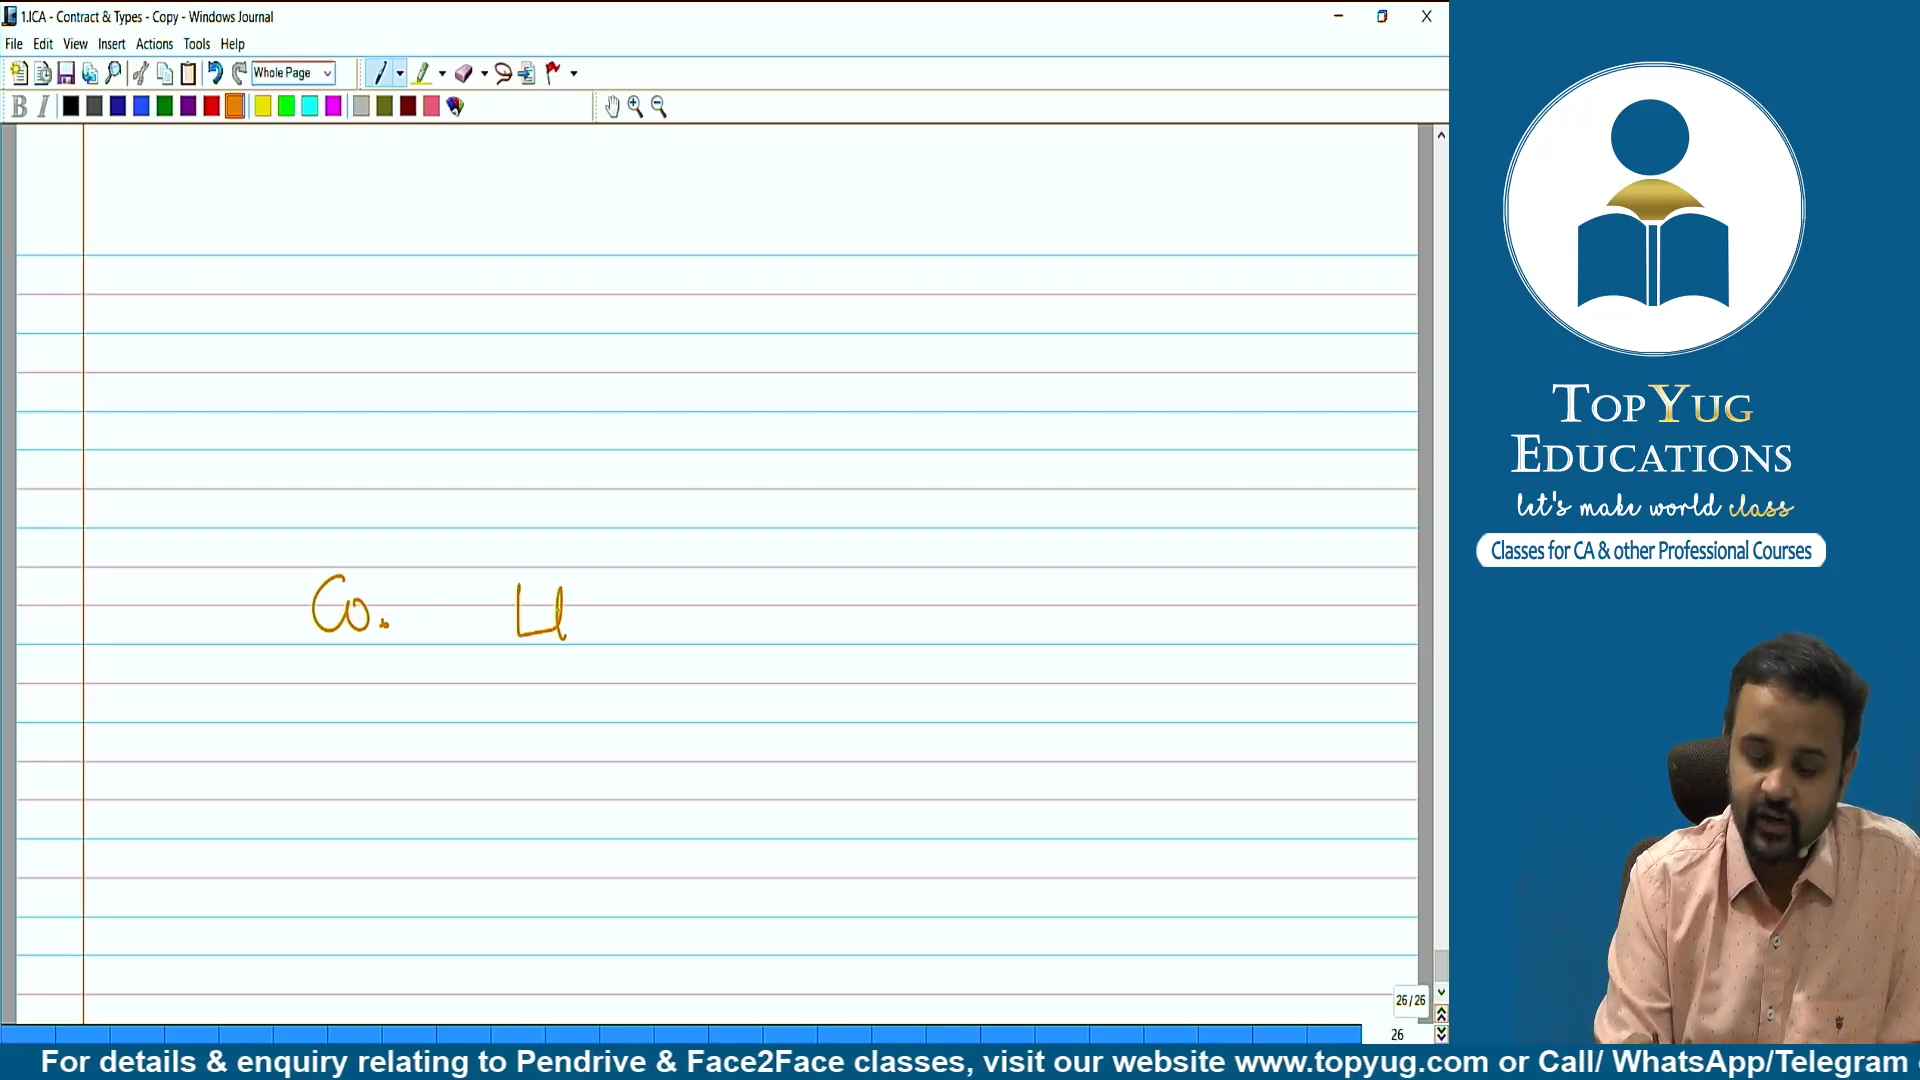 1.ICA - Contract & Types - Copy - Windows Journal
File Edit View Insert Actions Tools Help
Whole Page
B I
Co.
26 / 26
26
TOPYUG
EDUCATIONS
let's make world class
Classes for CA & other Professional Courses
For details & enquiry relating to Pendrive & Face2Face classes, visit our website www.topyug.com or Call/ WhatsApp/Telegram